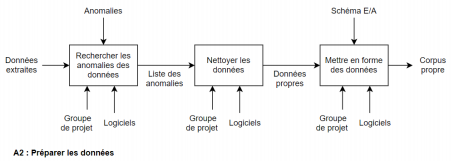 Anomalies
Schéma E/A
Données
extraites
Rechercher les
anomalies des
données
Liste des
anomalies
Nettoyer les
données
Données
propres
Mettre en forme
des données
Corpus
propre
Groupe
de projet
Logiciels
Groupe
de projet
Logiciels
Groupe
de projet
Logiciels
A2 : Préparer les données